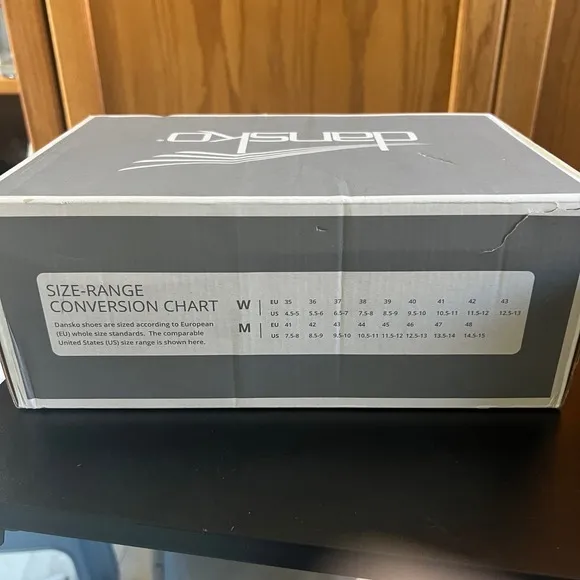 dansko®
SIZE-RANGE
CONVERSION CHART
Dansko shoes are sized according to European
(EU) whole size standards. The comparable
United States (US) size range is shown here.
W EU 35 36 37 38 39 40 41 42 43
US 4.5-5 5.5-6 6.5-7 7.5-8 8.5-9 9.5-10 10.5-11 11.5-12 12.5-13
M EU 41 42 43 44 45 46 47 48
US 7.5-8 8.5-9 9.5-10 10.5-11 11.5-12 12.5-13 13.5-14 14.5-15